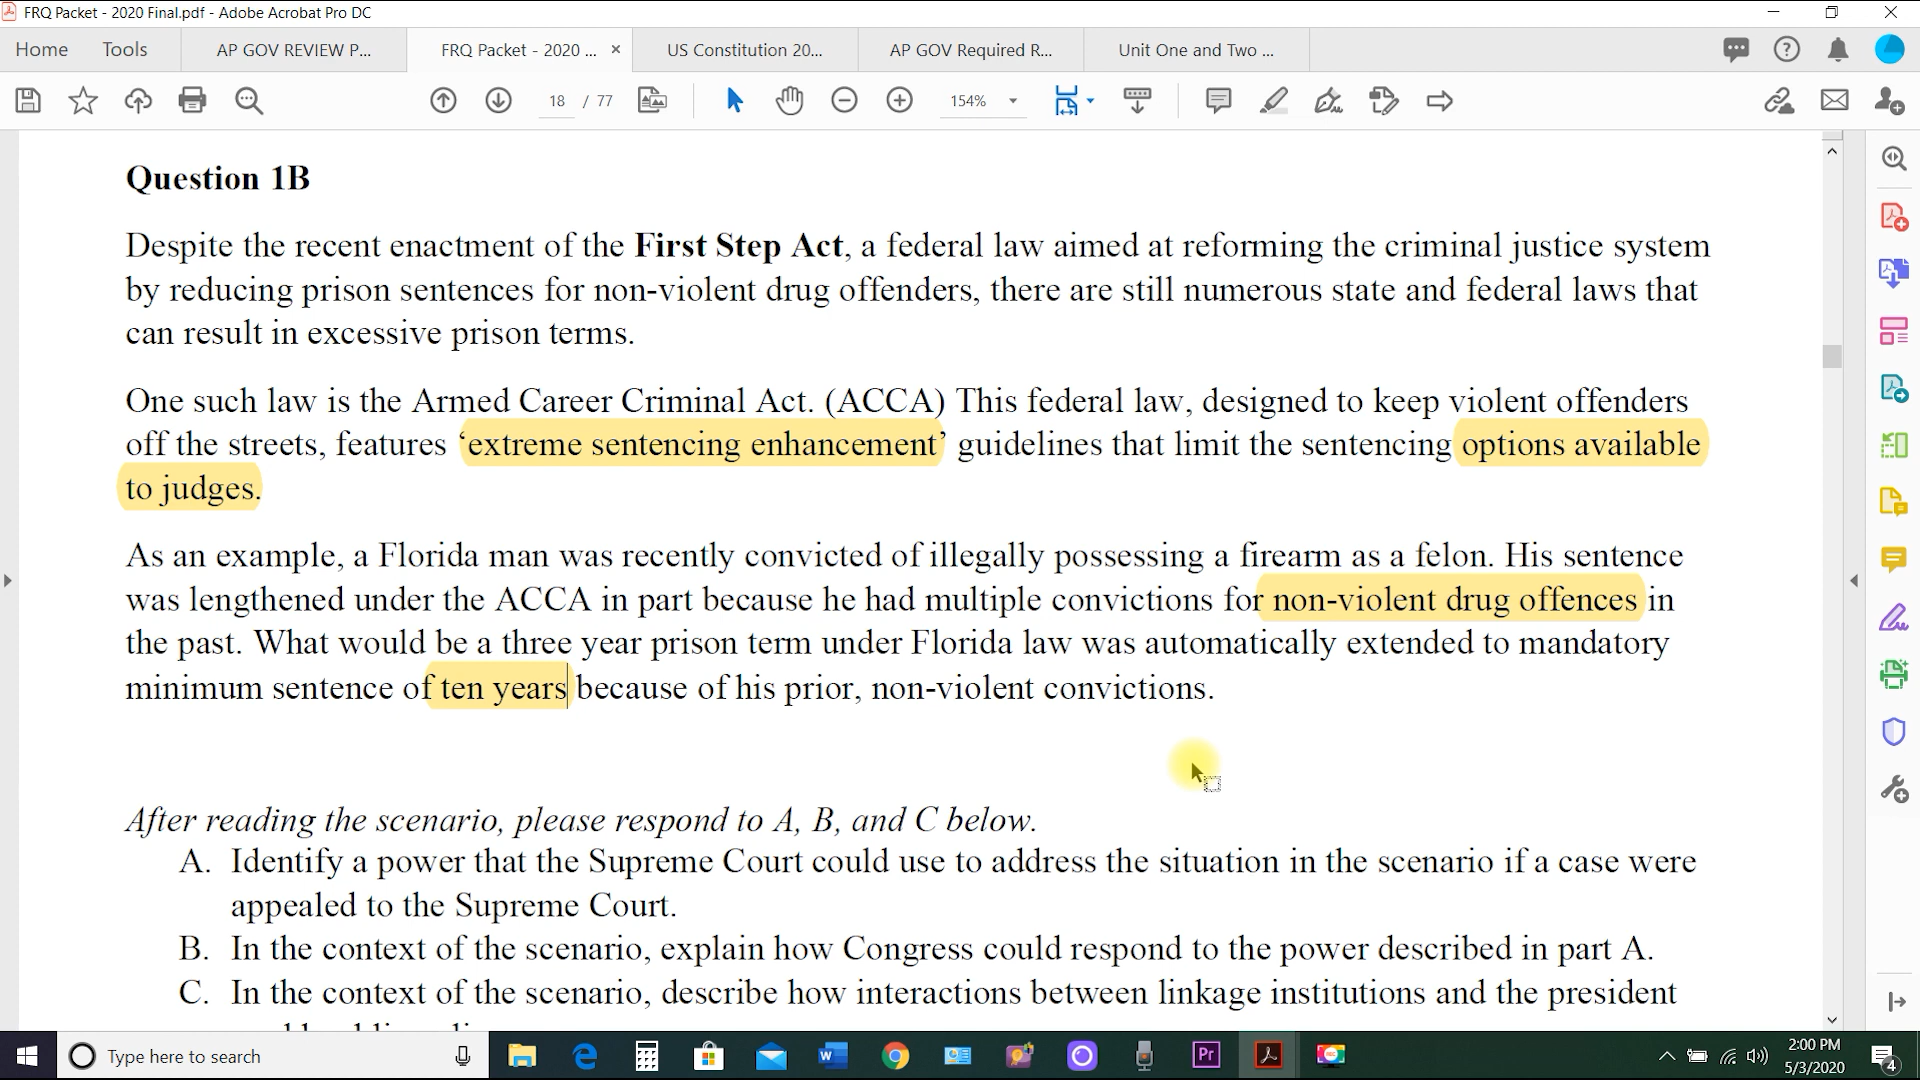 FRQ Packet - 2020 Final.pdf - Adobe Acrobat Pro DC
Home Tools AP GOV REVIEW P... FRQ Packet - 2020 ... × US Constitution 20... AP GOV Required R... Unit One and Two ...
18 / 77 154%
Question 1B
Despite the recent enactment of the First Step Act, a federal law aimed at reforming the criminal justice system
by reducing prison sentences for non-violent drug offenders, there are still numerous state and federal laws that
can result in excessive prison terms.
One such law is the Armed Career Criminal Act. (ACCA) This federal law, designed to keep violent offenders
off the streets, features ‘extreme sentencing enhancement’ guidelines that limit the sentencing options available
to judges.
As an example, a Florida man was recently convicted of illegally possessing a firearm as a felon. His sentence
was lengthened under the ACCA in part because he had multiple convictions for non-violent drug offences in
the past. What would be a three year prison term under Florida law was automatically extended to mandatory
minimum sentence of ten years because of his prior, non-violent convictions.
After reading the scenario, please respond to A, B, and C below.
A. Identify a power that the Supreme Court could use to address the situation in the scenario if a case were
appealed to the Supreme Court.
B. In the context of the scenario, explain how Congress could respond to the power described in part A.
C. In the context of the scenario, describe how interactions between linkage institutions and the president
Type here to search
Pr
2:00 PM
5/3/2020
4